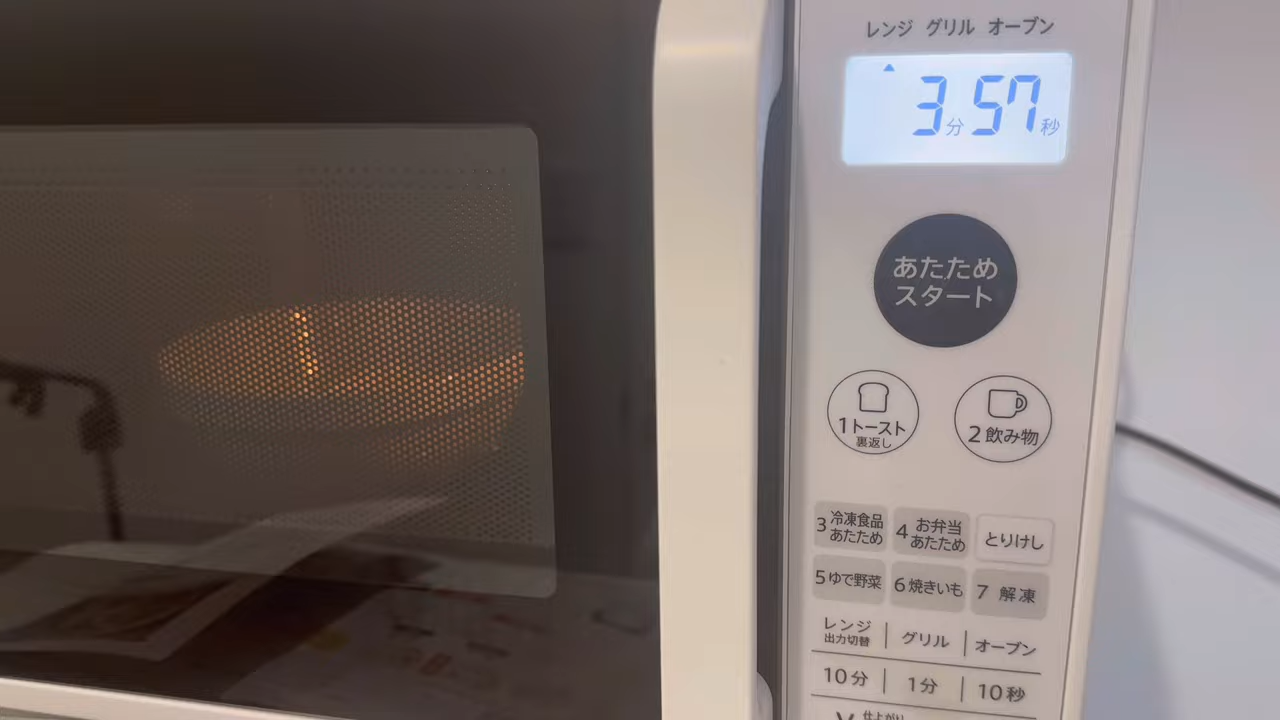 レンジ グリル オーブン
3分57秒
あたため
スタート
1トースト
裏返し
2飲み物
3 冷凍食品
あたため
4 お弁当
あたため
とりけし
5ゆで野菜
6焼きいも
7 解凍
レンジ
出力切替
グリル
オーブン
10分
1分
10秒
仕上がり